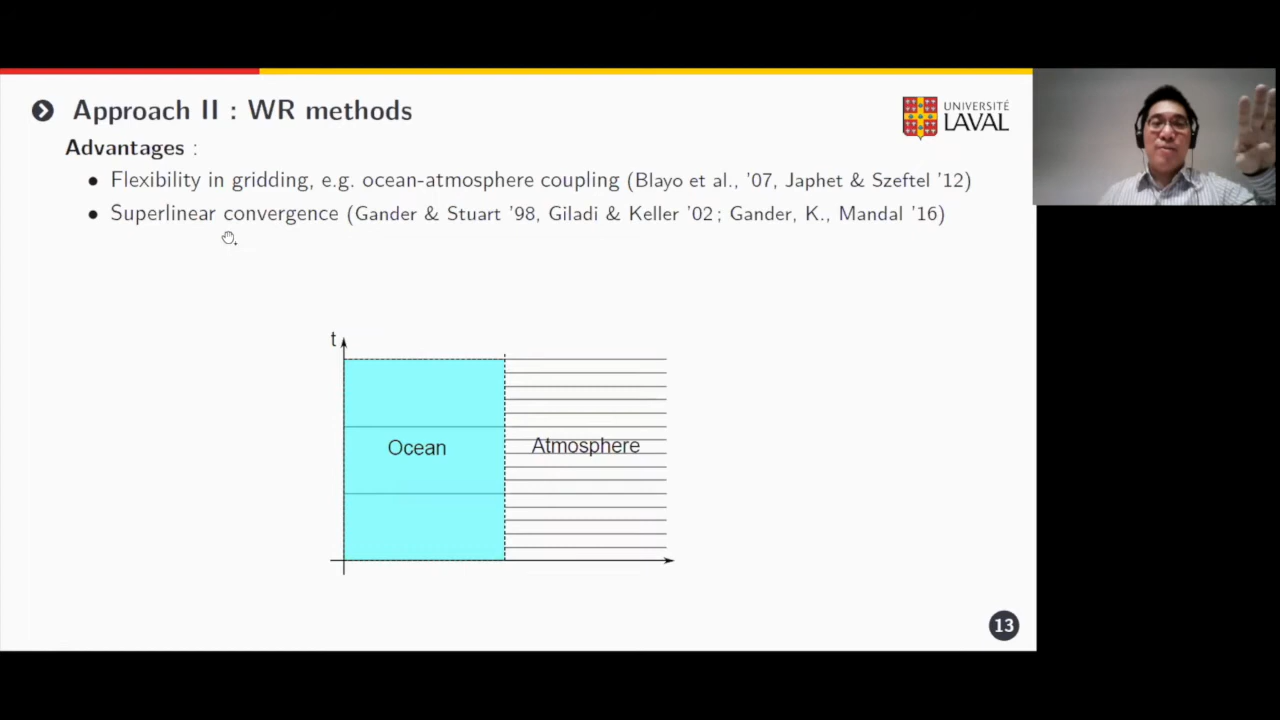 Approach II : WR methods
UNIVERSITÉ
LAVAL
Advantages :
• Flexibility in gridding, e.g. ocean-atmosphere coupling (Blayo et al., '07, Japhet & Szeftel '12)
• Superlinear convergence (Gander & Stuart '98, Giladi & Keller '02; Gander, K., Mandal '16)
t
Ocean
Atmosphere
13